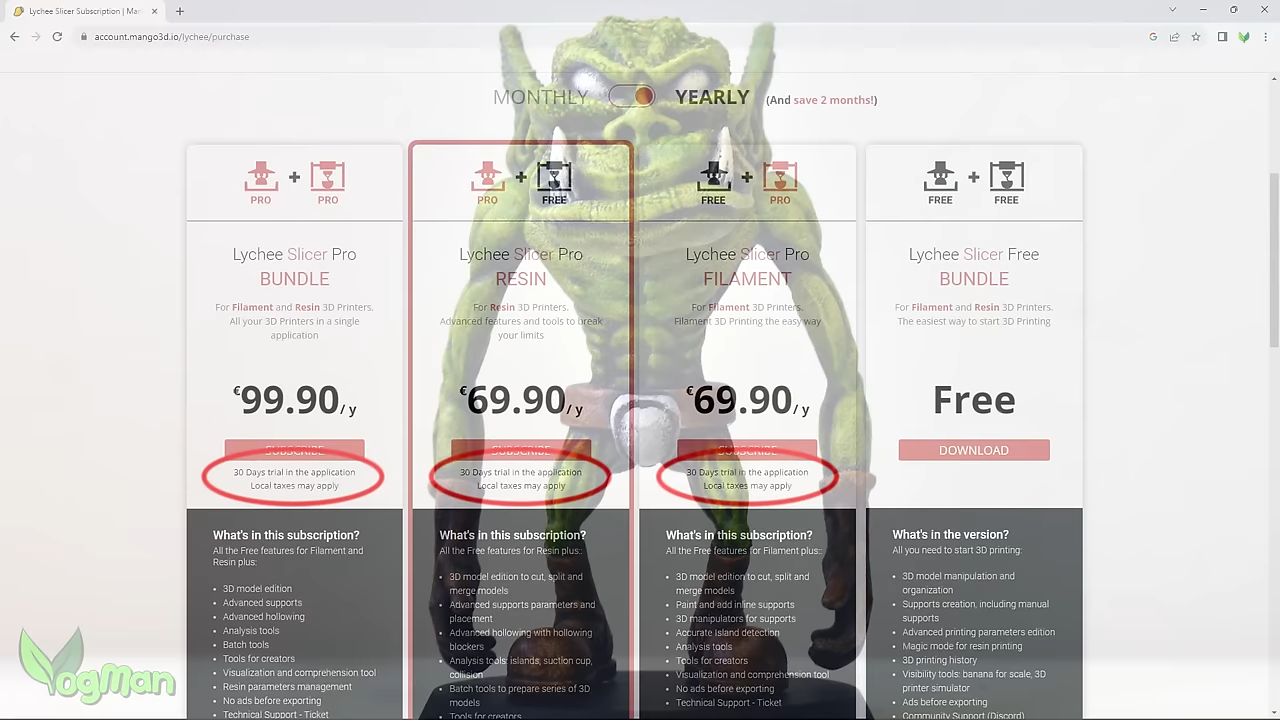 Lychee Slicer Subscription | Man
account.mango3d.io/lychee/purchase
MONTHLY YEARLY (And save 2 months!)
PRO + PRO
Lychee Slicer Pro
BUNDLE
For Filament and Resin 3D Printers.
All your 3D Printers in a single
application
€99.90/ y
SUBSCRIBE
30 Days trial in the application
Local taxes may apply
What's in this subscription?
All the Free features for Filament and
Resin plus:
• 3D model edition
• Advanced supports
• Advanced hollowing
• Analysis tools
• Batch tools
• Tools for creators
• Visualization and comprehension tool
• Resin parameters management
• No ads before exporting
• Technical Support - Ticket
PRO + FREE
Lychee Slicer Pro
RESIN
For Resin 3D Printers.
Advanced features and tools to break
your limits
€69.90/ y
SUBSCRIBE
30 Days trial in the application
Local taxes may apply
What's in this subscription?
All the Free features for Resin plus::
• 3D model edition to cut, split and
merge models
• Advanced supports parameters and
placement
• Advanced hollowing with hollowing
blockers
• Analysis tools: islands, suction cup,
collision
• Batch tools to prepare series of 3D
models
• Tools for creators
FREE + PRO
Lychee Slicer Pro
FILAMENT
For Filament 3D Printers.
Filament 3D Printing the easy way
€69.90/ y
SUBSCRIBE
30 Days trial in the application
Local taxes may apply
What's in this subscription?
All the Free features for Filament plus::
• 3D model edition to cut, split and
merge models
• Paint and add inline supports
• 3D manipulators for supports
• Accurate Island detection
• Analysis tools
• Tools for creators
• Visualization and comprehension tool
• No ads before exporting
• Technical Support - Ticket
FREE + FREE
Lychee Slicer Free
BUNDLE
For Filament and Resin 3D Printers.
The easiest way to start 3D Printing
Free
DOWNLOAD
What's in the version?
All you need to start 3D printing:
• 3D model manipulation and
organization
• Supports creation, including manual
supports
• Advanced printing parameters edition
• Magic mode for resin printing
• 3D printing history
• Visibility tools: banana for scale, 3D
printer simulator
• Ads before exporting
• Community Support (Discord)
YugMan